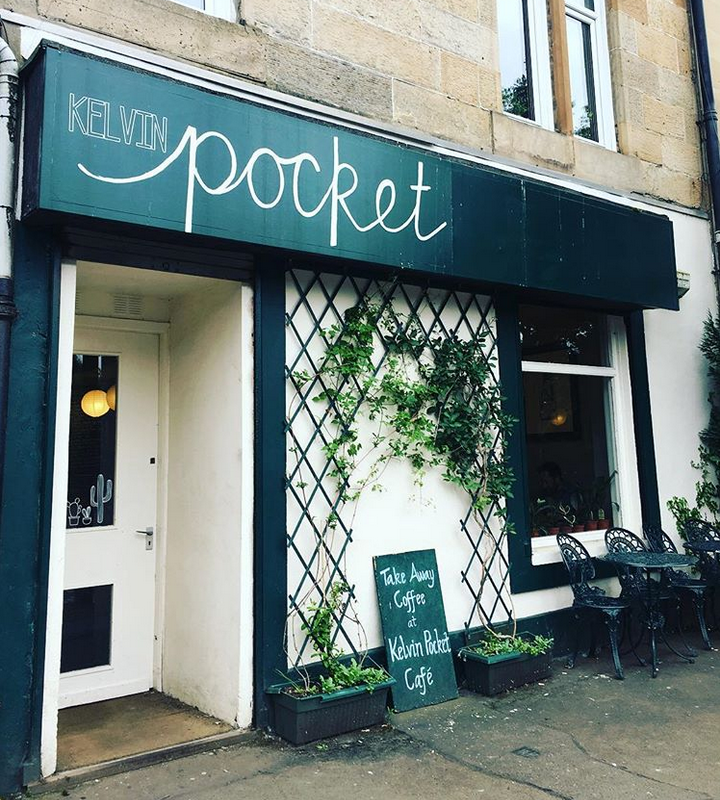 KELVIN
pocket
Take Away
Coffee
at
Kelvin Pocket
Café